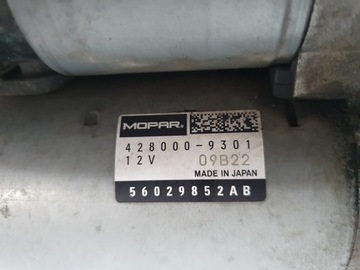 MOPAR.
428000-9301
12V 09B22
MADE IN JAPAN
56029852AB